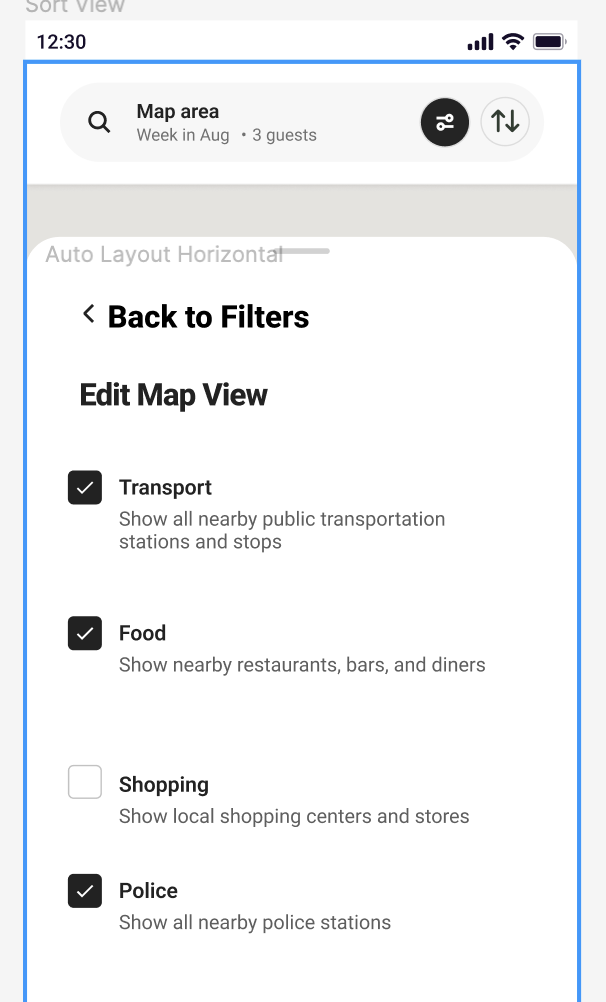 Sort View
12:30
Map area
Week in Aug • 3 guests
Auto Layout Horizontal
Back to Filters
Edit Map View
Transport
Show all nearby public transportation
stations and stops
Food
Show nearby restaurants, bars, and diners
Shopping
Show local shopping centers and stores
Police
Show all nearby police stations